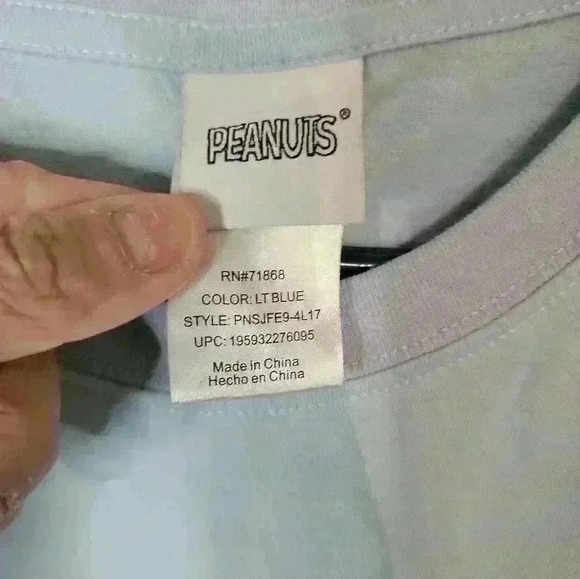 PEANUTS®
RN#71868
COLOR: LT BLUE
STYLE: PNSJFE9-4L17
UPC: 195932276095
Made in China
Hecho en China